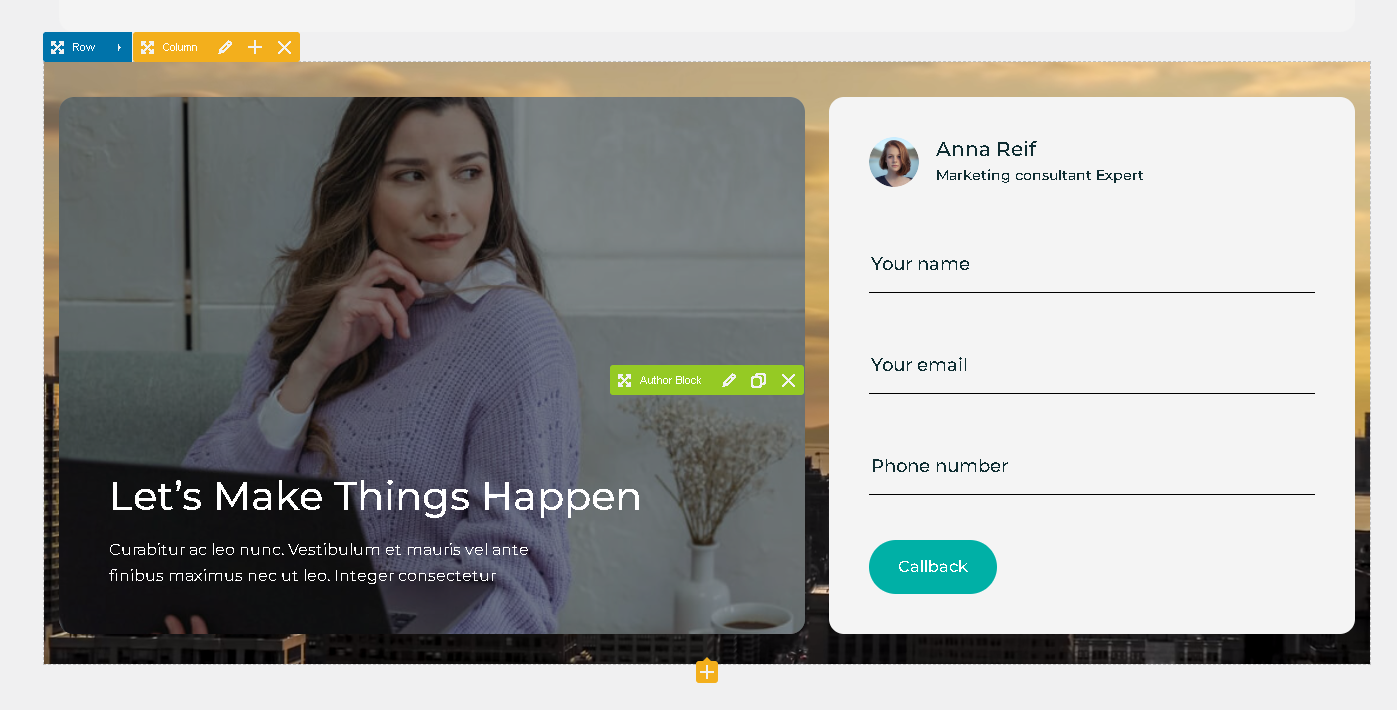 Row
Column
Anna Reif
Marketing consultant Expert
Your name
Your email
Author Block
Phone number
Let’s Make Things Happen
Curabitur ac leo nunc. Vestibulum et mauris vel ante
finibus maximus nec ut leo. Integer consectetur
Callback